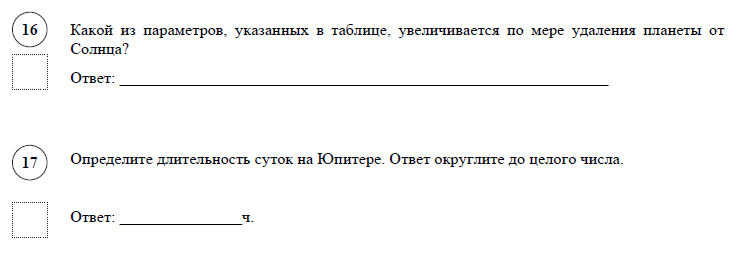 16
Какой из параметров, указанных в таблице, увеличивается по мере удаления планеты от
Солнца?
Ответ: ______________________________________________
17
Определите длительность суток на Юпитере. Ответ округлите до целого числа.
Ответ: ________________ч.